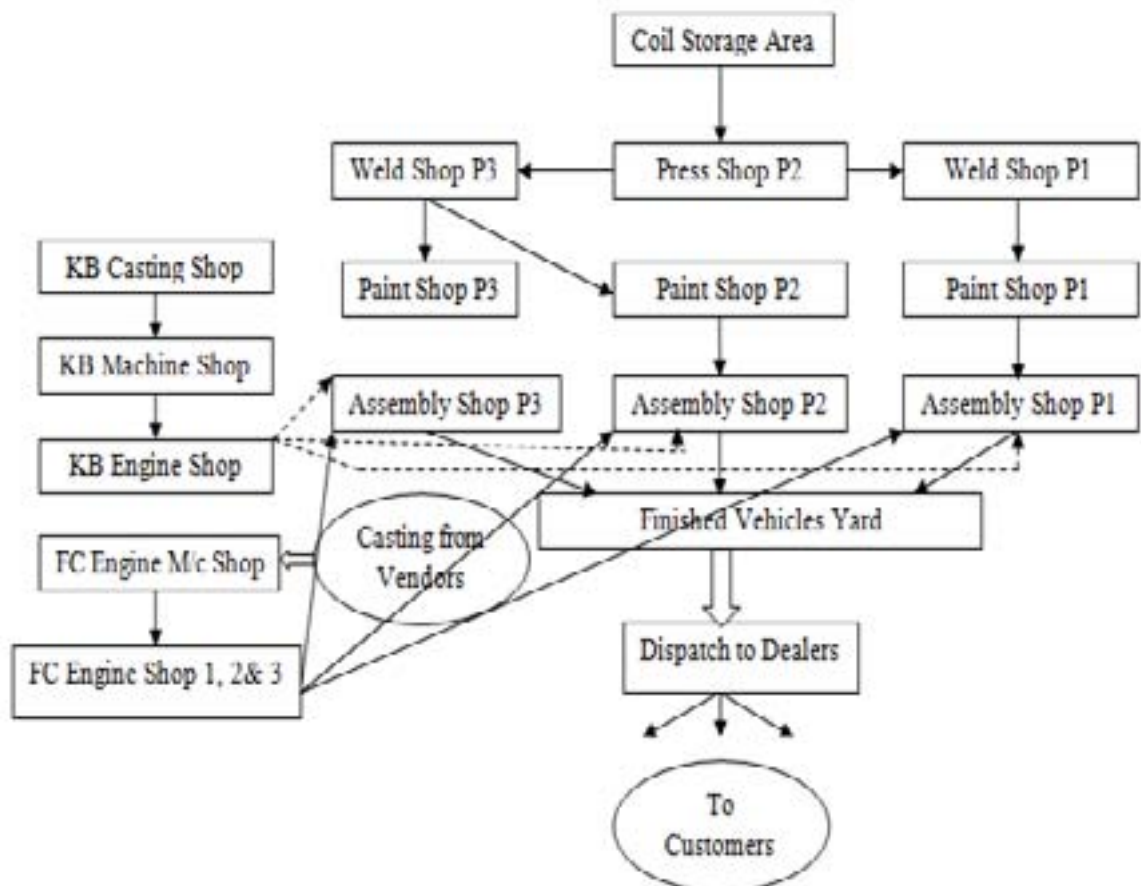 Coil Storage Area
Weld Shop P3
Press Shop P2
Weld Shop P1
KB Casting Shop
Paint Shop P3
Paint Shop P2
Paint Shop P1
KB Machine Shop
Assembly Shop P3
Assembly Shop P2
Assembly Shop P1
KB Engine Shop
Finished Vehicles Yard
Casting from
Vendors
FC Engine M/c Shop
FC Engine Shop 1, 2& 3
Dispatch to Dealers
To
Customers